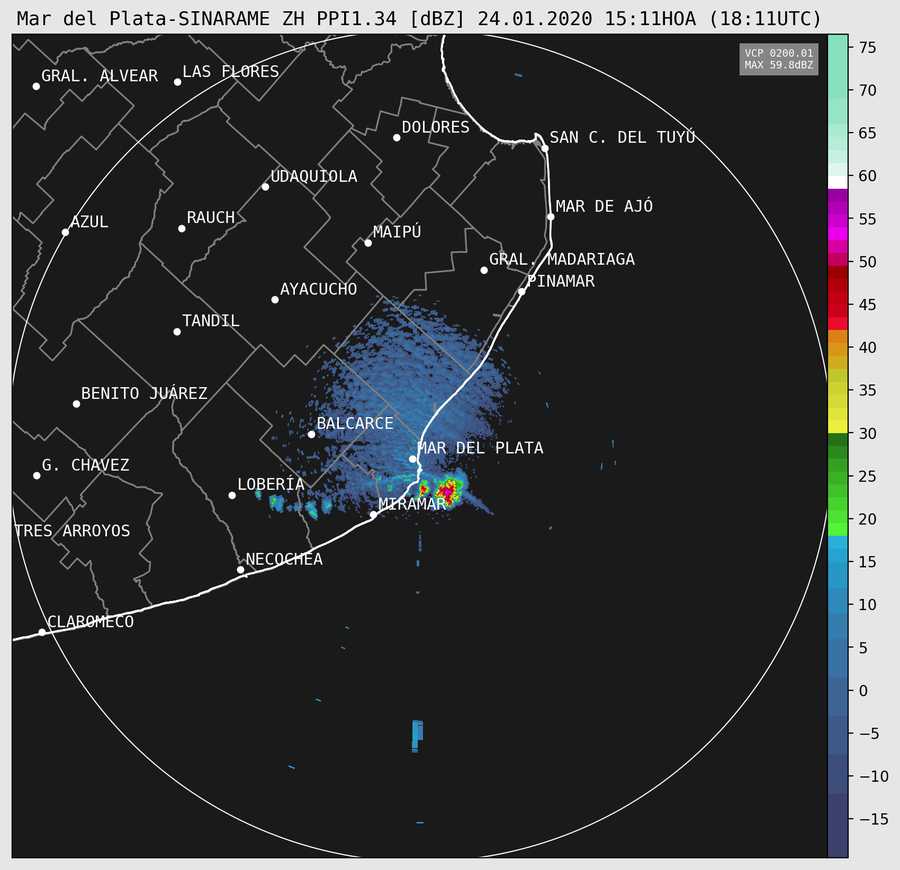 Mar del Plata-SINARAME ZH PPI1.34 [dBZ] 24.01.2020 15:11HOA (18:11UTC)
VCP 0200.01
MAX 59.8dBZ
GRAL. ALVEAR
LAS FLORES
DOLORES
SAN C. DEL TUYÚ
UDAQUIOLA
MAR DE AJÓ
AZUL
RAUCH
MAIPÚ
GRAL. MADARIAGA
PINAMAR
AYACUCHO
TANDIL
BENITO JUÁREZ
BALCARCE
MAR DEL PLATA
G. CHAVEZ
LOBERÍA
MIRAMAR
TRES ARROYOS
NECOCHEA
CLAROMECO
75
70
65
60
55
50
45
40
35
30
25
20
15
10
5
0
−5
−10
−15